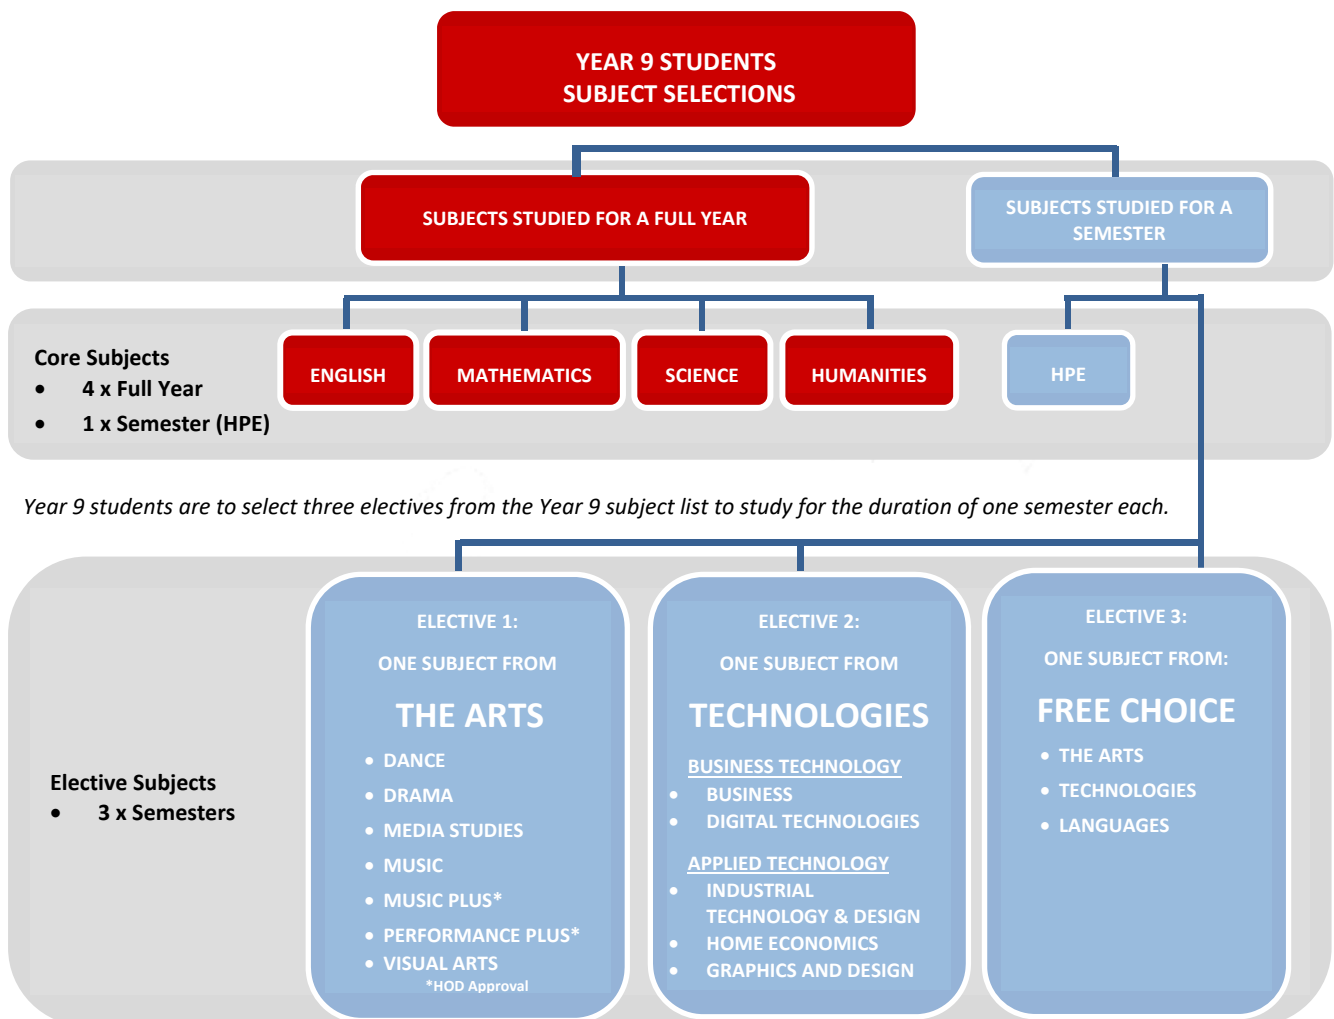 YEAR 9 STUDENTS
SUBJECT SELECTIONS
SUBJECTS STUDIED FOR A FULL YEAR
SUBJECTS STUDIED FOR A
SEMESTER
Core Subjects
• 4 x Full Year
• 1 x Semester (HPE)
ENGLISH
MATHEMATICS
SCIENCE
HUMANITIES
HPE
Year 9 students are to select three electives from the Year 9 subject list to study for the duration of one semester each.
Elective Subjects
• 3 x Semesters
ELECTIVE 1:
ONE SUBJECT FROM
THE ARTS
• DANCE
• DRAMA
• MEDIA STUDIES
• MUSIC
• MUSIC PLUS*
• PERFORMANCE PLUS*
• VISUAL ARTS
*HOD Approval
ELECTIVE 2:
ONE SUBJECT FROM
TECHNOLOGIES
BUSINESS TECHNOLOGY
• BUSINESS
• DIGITAL TECHNOLOGIES
APPLIED TECHNOLOGY
• INDUSTRIAL
TECHNOLOGY & DESIGN
• HOME ECONOMICS
• GRAPHICS AND DESIGN
ELECTIVE 3:
ONE SUBJECT FROM:
FREE CHOICE
• THE ARTS
• TECHNOLOGIES
• LANGUAGES